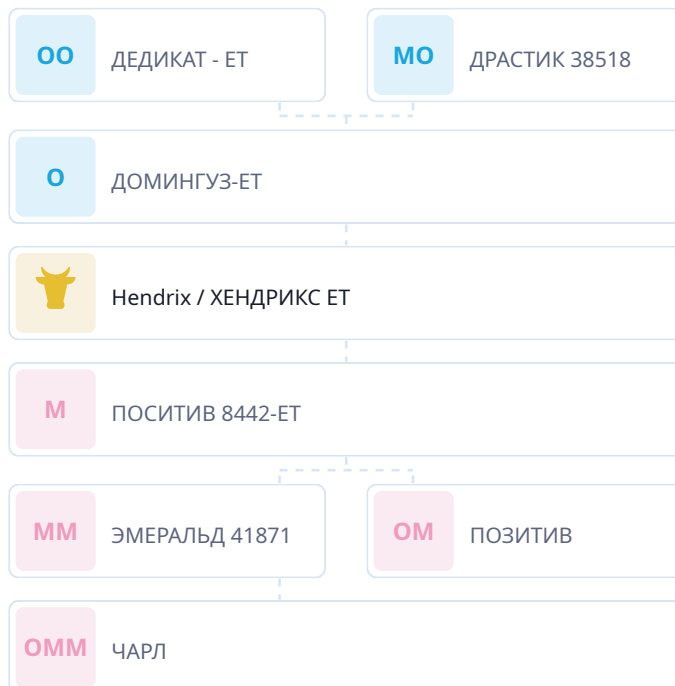 ОО ДЕДИКАТ - ЕТ
МО ДРАСТИК 38518
О ДОМИНГУЗ-ЕТ
Hendrix / ХЕНДРИКС ЕТ
М ПОСИТИВ 8442-ЕТ
ММ ЭМЕРАЛЬД 41871
ОМ ПОЗИТИВ
ОММ ЧАРЛ